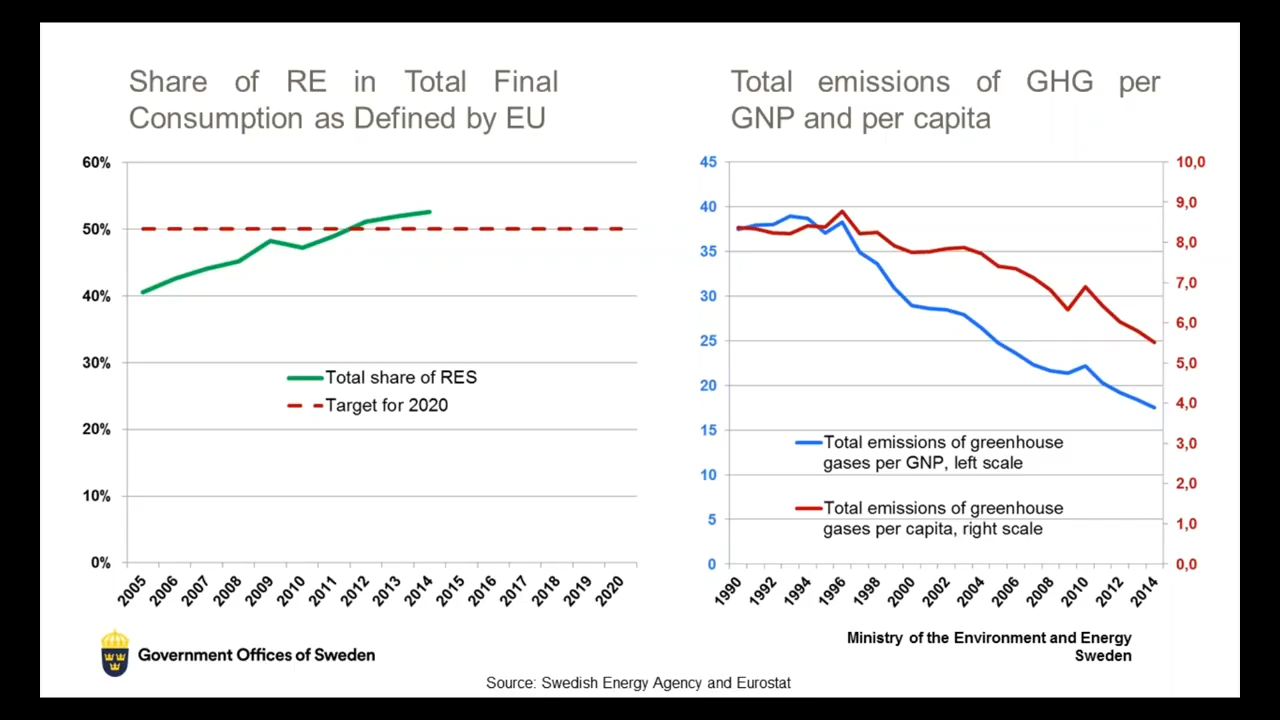 Share of RE in Total Final
Consumption as Defined by EU
60%
50%
40%
30%
20%
10%
0%
Total share of RES
Target for 2020
2005 2006 2007 2008 2009 2010 2011 2012 2013 2014 2015 2016 2017 2018 2019 2020
Total emissions of GHG per
GNP and per capita
45
40
35
30
25
20
15
10
5
0
10,0
9,0
8,0
7,0
6,0
5,0
4,0
3,0
2,0
1,0
0,0
Total emissions of greenhouse
gases per GNP, left scale
Total emissions of greenhouse
gases per capita, right scale
1990 1992 1994 1996 1998 2000 2002 2004 2006 2008 2010 2012 2014
Government Offices of Sweden
Ministry of the Environment and Energy
Sweden
Source: Swedish Energy Agency and Eurostat